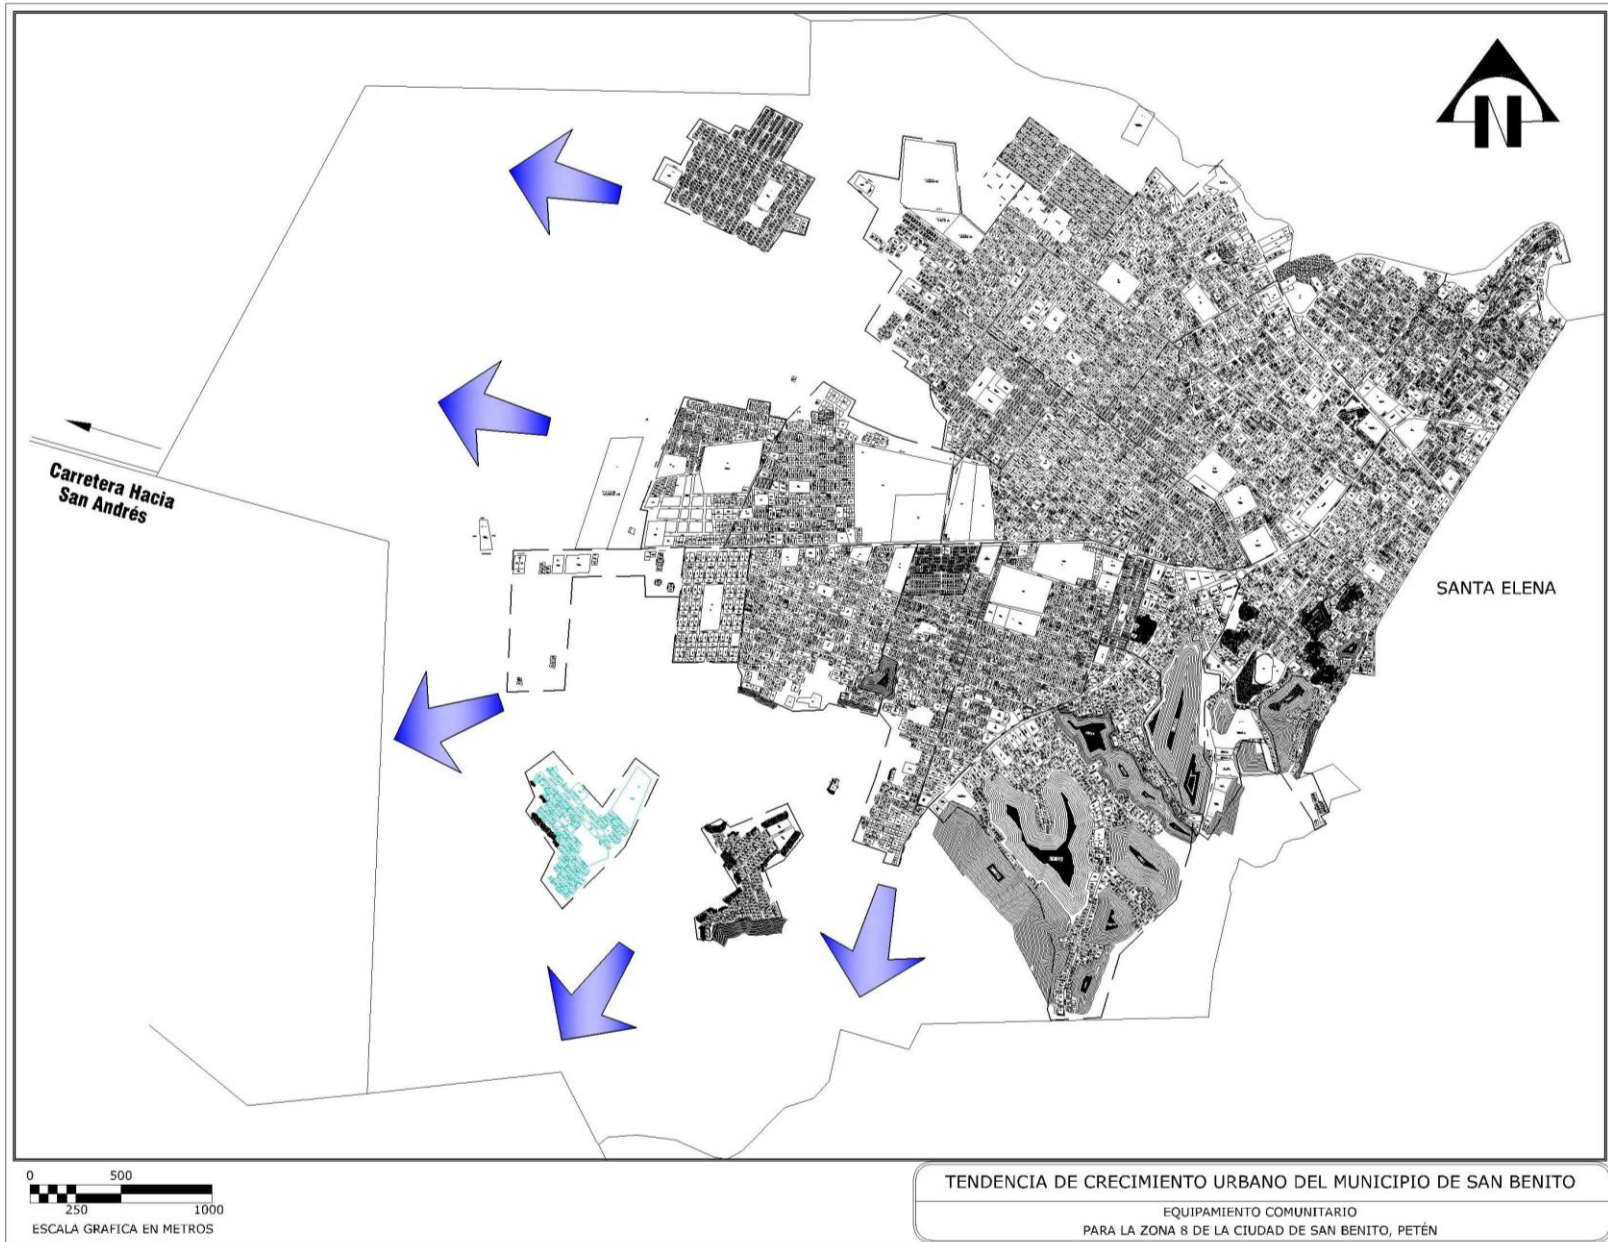 N
Carretera Hacia
San Andrés
SANTA ELENA
0 500
250 1000
ESCALA GRAFICA EN METROS
TENDENCIA DE CRECIMIENTO URBANO DEL MUNICIPIO DE SAN BENITO
EQUIPAMIENTO COMUNITARIO
PARA LA ZONA 8 DE LA CIUDAD DE SAN BENITO, PETÉN